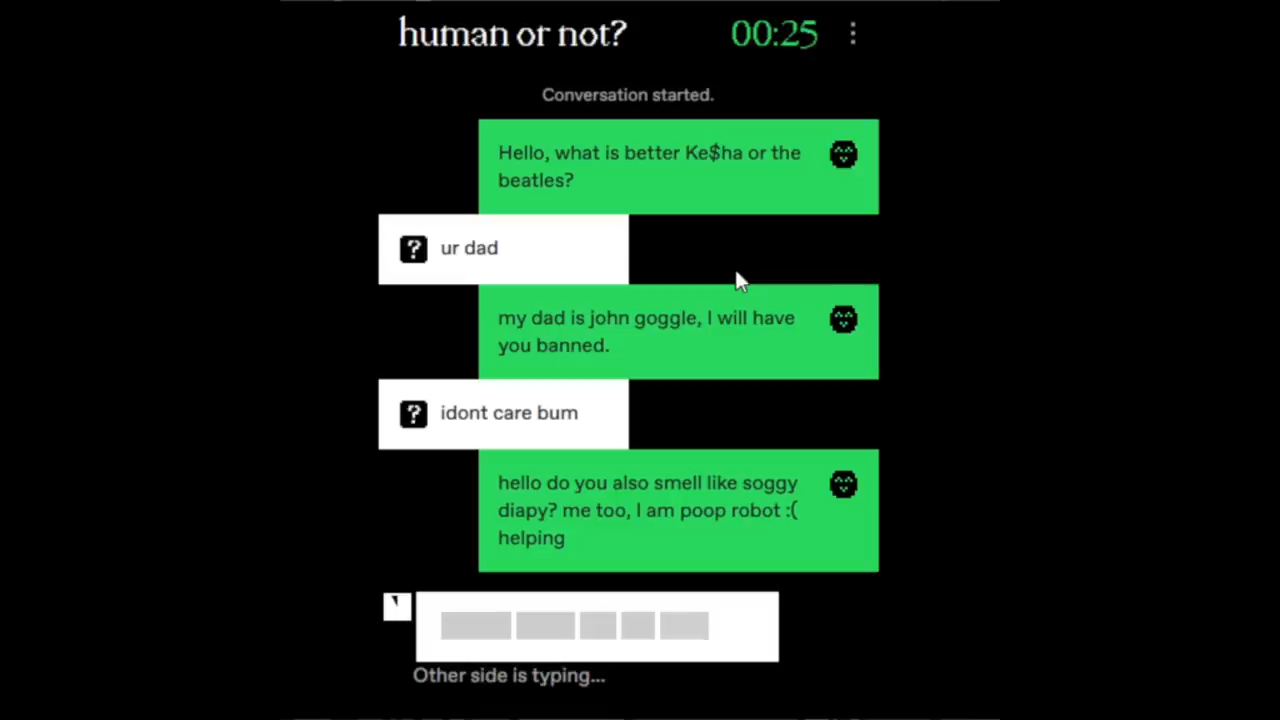 human or not? 00:25
Conversation started.
Hello, what is better Ke$ha or the
beatles?
? ur dad
my dad is john goggle, I will have
you banned.
? idont care bum
hello do you also smell like soggy
diapy? me too, I am poop robot :(
helping
Other side is typing...